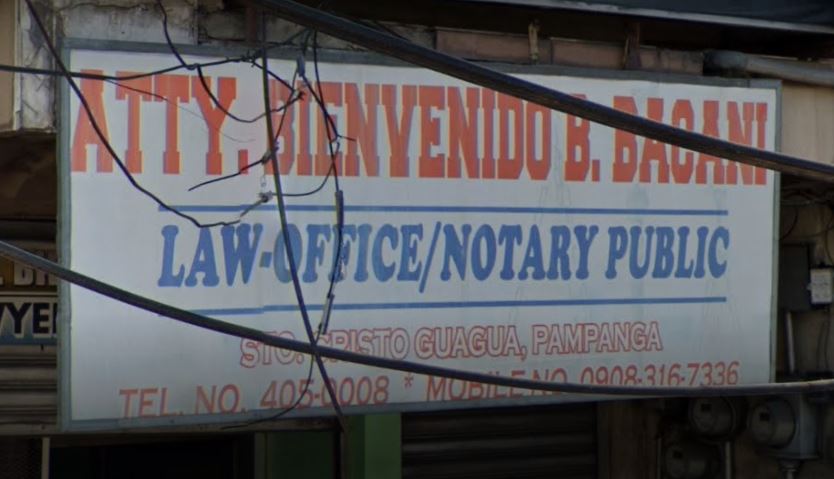 ATTY. BIENVENIDO B. BACANI
LAW-OFFICE/NOTARY PUBLIC
STO. CRISTO GUAGUA, PAMPANGA
TEL. NO. 405-0008 * MOBILE NO. 0908-316-7336